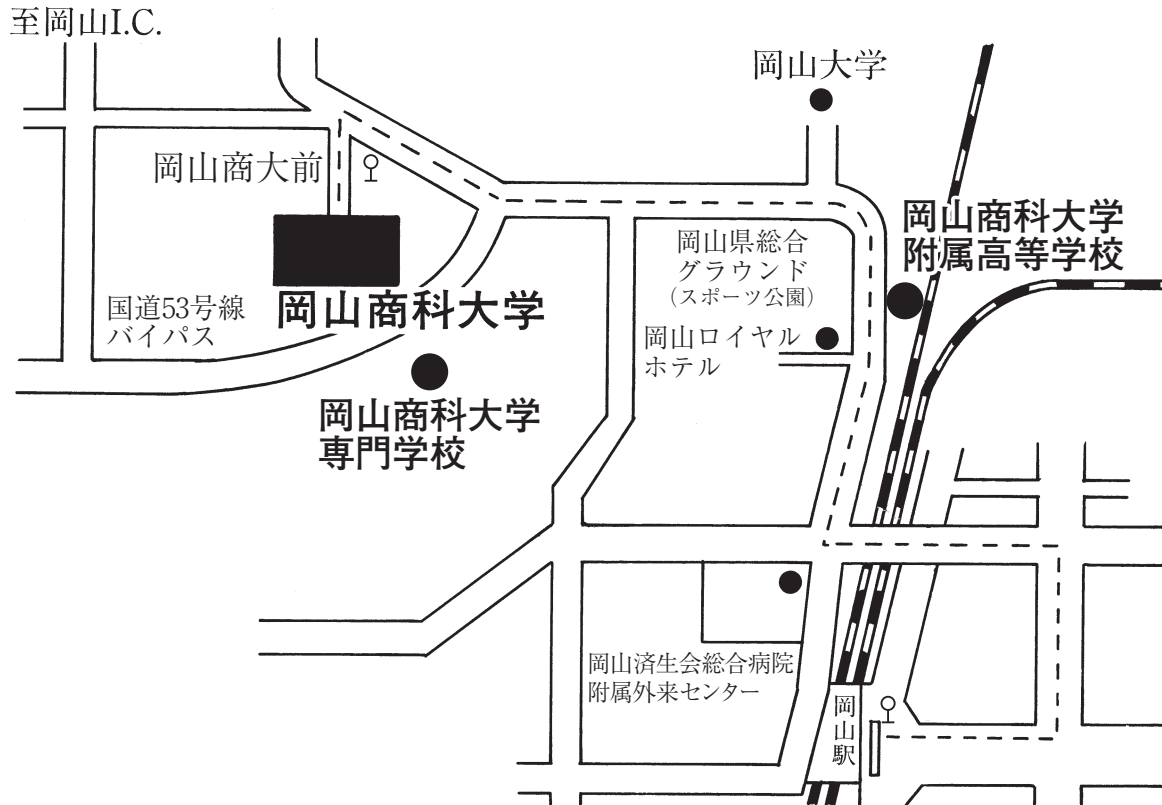 至岡山I.C.
岡山大学
岡山商大前
岡山商科大学
附属高等学校
岡山県総合
グラウンド
(スポーツ公園)
国道53号線
バイパス
岡山商科大学
岡山ロイヤル
ホテル
岡山商科大学
専門学校
岡山済生会総合病院
附属外来センター
岡山駅